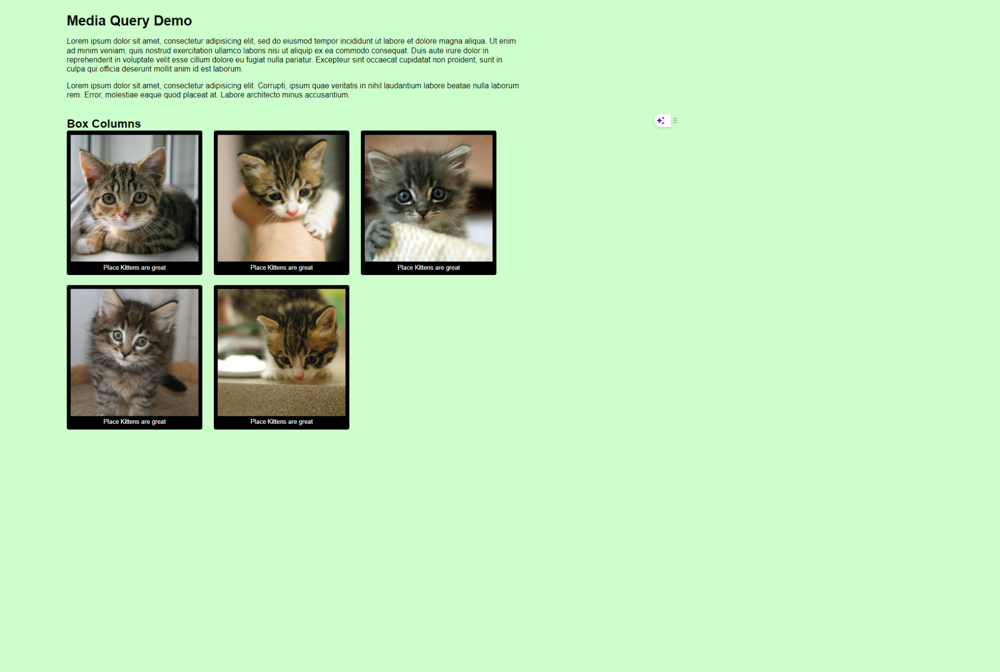 Media Query Demo
Lorem ipsum dolor sit amet, consectetur adipisicing elit, sed do eiusmod tempor incididunt ut labore et dolore magna aliqua. Ut enim
ad minim veniam, quis nostrud exercitation ullamco laboris nisi ut aliquip ex ea commodo consequat. Duis aute irure dolor in
reprehenderit in voluptate velit esse cillum dolore eu fugiat nulla pariatur. Excepteur sint occaecat cupidatat non proident, sunt in
culpa qui officia deserunt mollit anim id est laborum.
Lorem ipsum dolor sit amet, consectetur adipisicing elit. Corrupti, ipsum quae veritatis in nihil laudantium labore beatae nulla laborum
rem. Error, molestiae eaque quod placeat at. Labore architecto minus accusantium.
Box Columns
Place Kittens are great
Place Kittens are great
Place Kittens are great
Place Kittens are great
Place Kittens are great